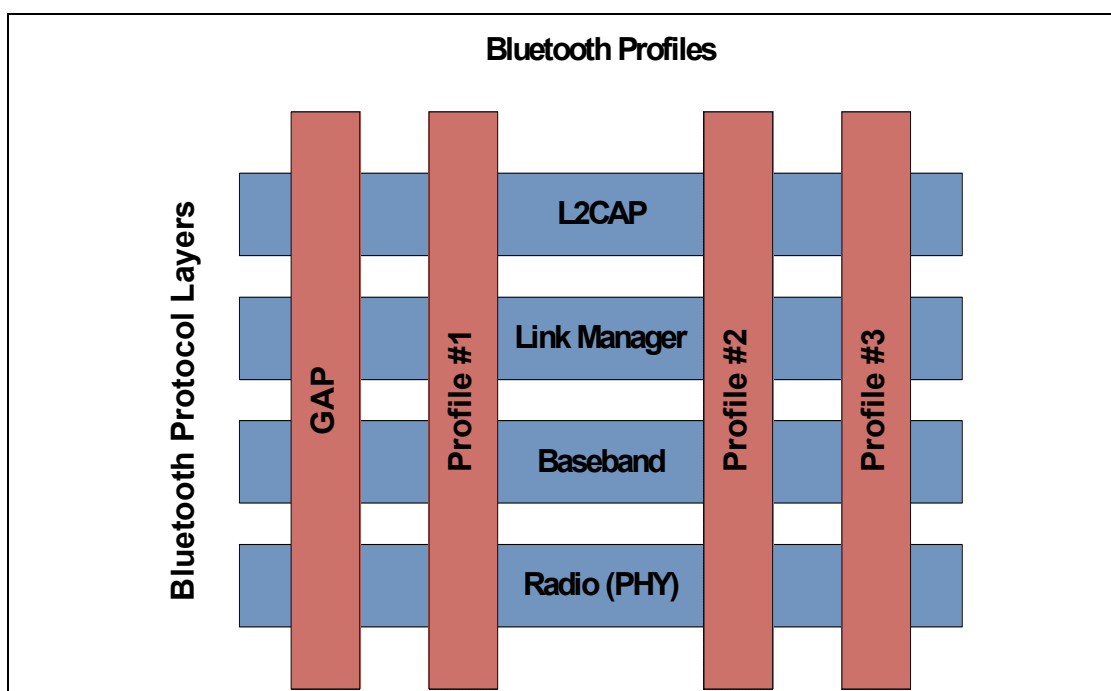 Bluetooth Profiles
Bluetooth Protocol Layers
GAP
Profile #1
Profile #2
Profile #3
L2CAP
Link Manager
Baseband
Radio (PHY)